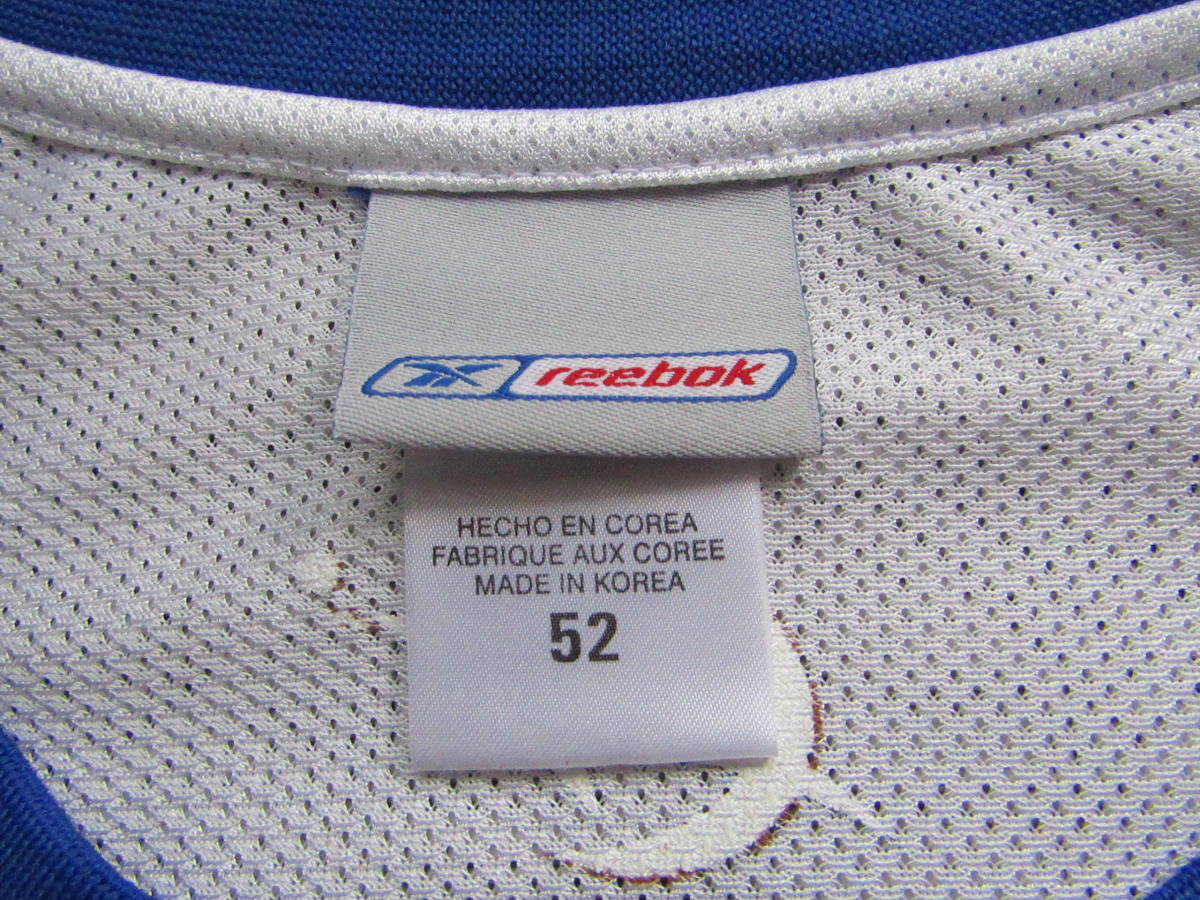 reebok
HECHO EN COREA
FABRIQUE AUX COREE
MADE IN KOREA
52